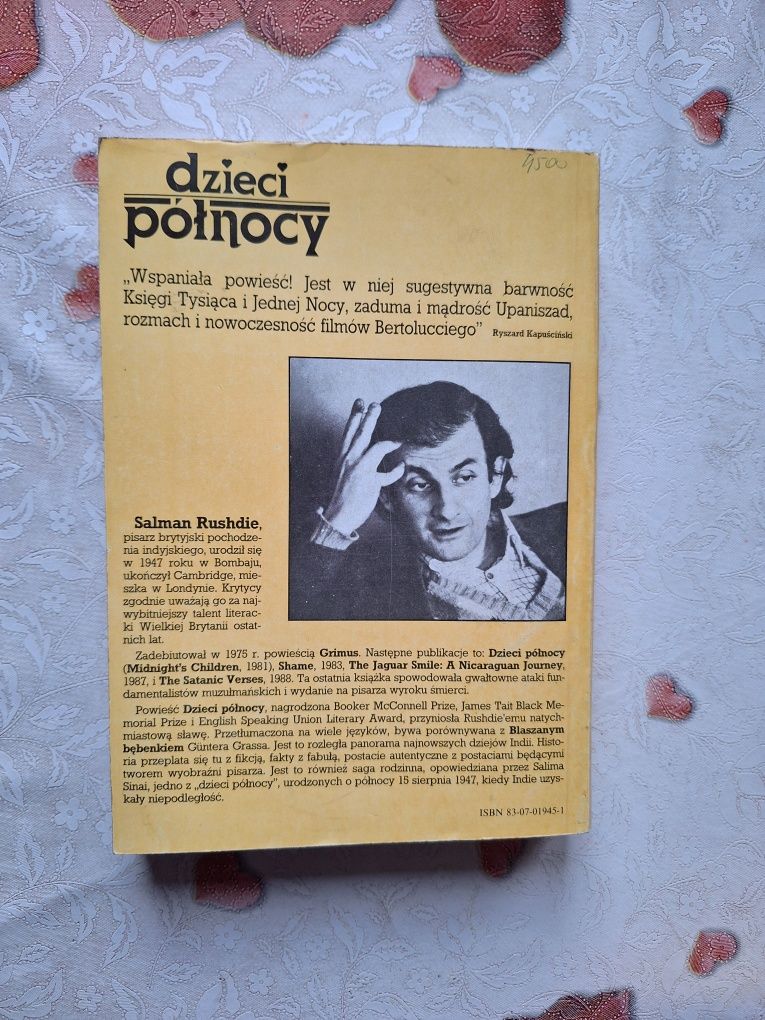 4500
dzieci
północy
„Wspaniała powieść! Jest w niej sugestywna barwność
Księgi Tysiąca i Jednej Nocy, zaduma i mądrość Upaniszad,
rozmach i nowoczesność filmów Bertolucciego” Ryszard Kapuściński
Salman Rushdie,
pisarz brytyjski pochodze-
nia indyjskiego, urodził się
w 1947 roku w Bombaju,
ukończył Cambridge, mie-
szka w Londynie. Krytycy
zgodnie uważają go za naj-
wybitniejszy talent literac-
ki Wielkiej Brytanii ostat-
nich lat.
Zadebiutował w 1975 r. powieścią Grimus. Następne publikacje to: Dzieci północy
(Midnight's Children, 1981), Shame, 1983, The Jaguar Smile: A Nicaraguan Journey,
1987, i The Satanic Verses, 1988. Ta ostatnia książka spowodowała gwałtowne ataki fun-
damentalistów muzułmańskich i wydanie na pisarza wyroku śmierci.
Powieść Dzieci północy, nagrodzona Booker McConnell Prize, James Tait Black Me-
morial Prize i English Speaking Union Literary Award, przyniosła Rushdie'emu natych-
miastową sławę. Przetłumaczona na wiele języków, bywa porównywana z Blaszanym
bębenkiem Güntera Grassa. Jest to rozległa panorama najnowszych dziejów Indii. Histo-
ria przeplata się tu z fikcją, fakty z fabułą, postacie autentyczne z postaciami będącymi
tworem wyobraźni pisarza. Jest to również saga rodzinna, opowiedziana przez Salima
Sinai, jedno z „dzieci północy”, urodzonych o północy 15 sierpnia 1947, kiedy Indie uzys-
kały niepodległość.
ISBN 83-07-01945-1